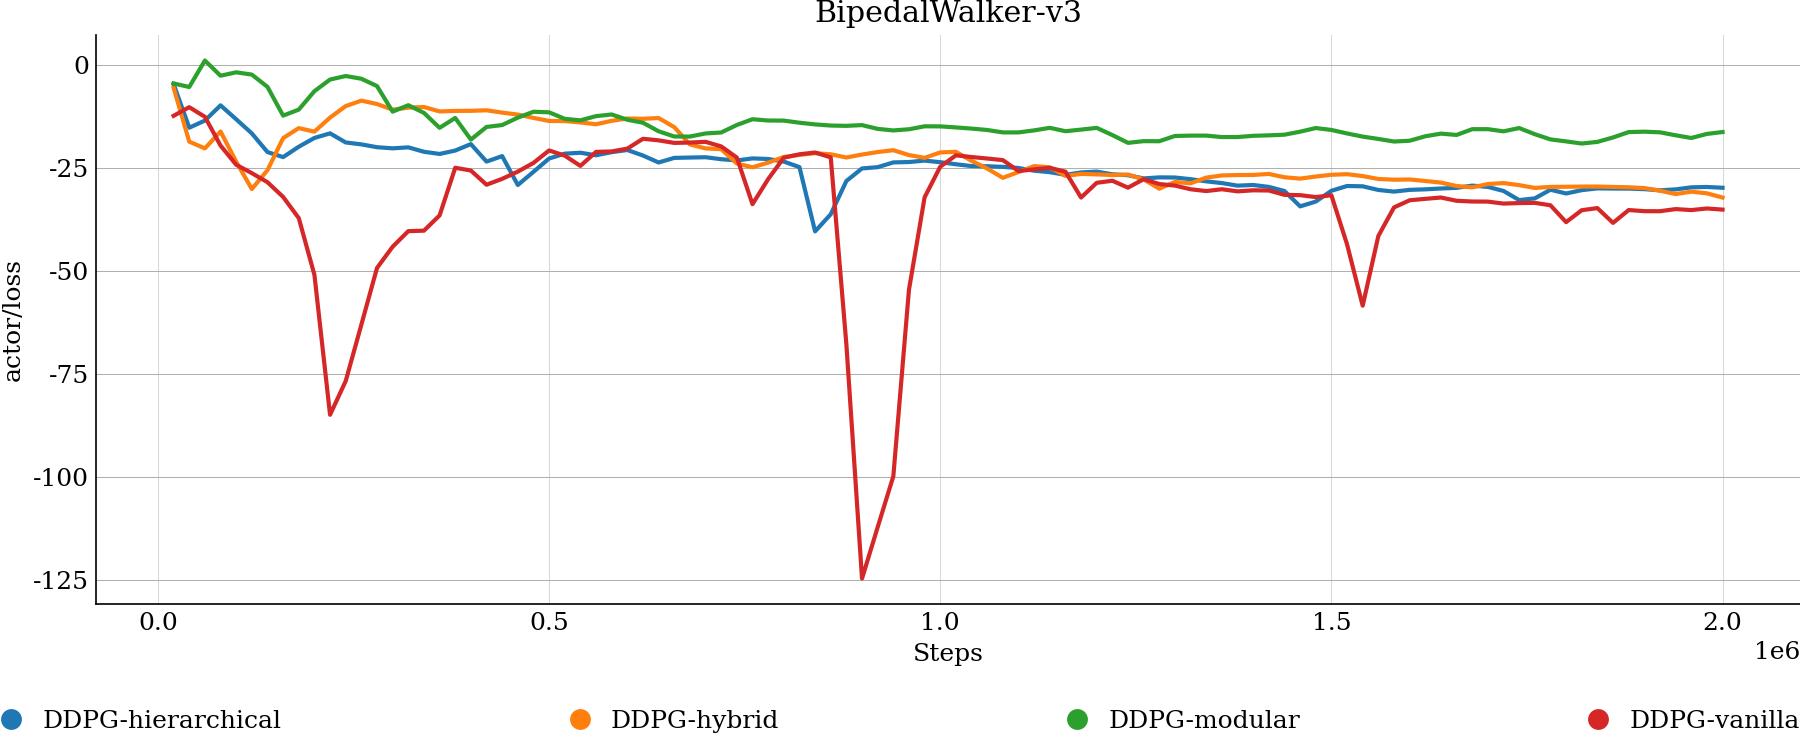 BipedalWalker-v3
actor/loss
0
-25
-50
-75
-100
-125
0.0 0.5 1.0 1.5 2.0
Steps
1e6
DDPG-hierarchical DDPG-hybrid DDPG-modular DDPG-vanilla